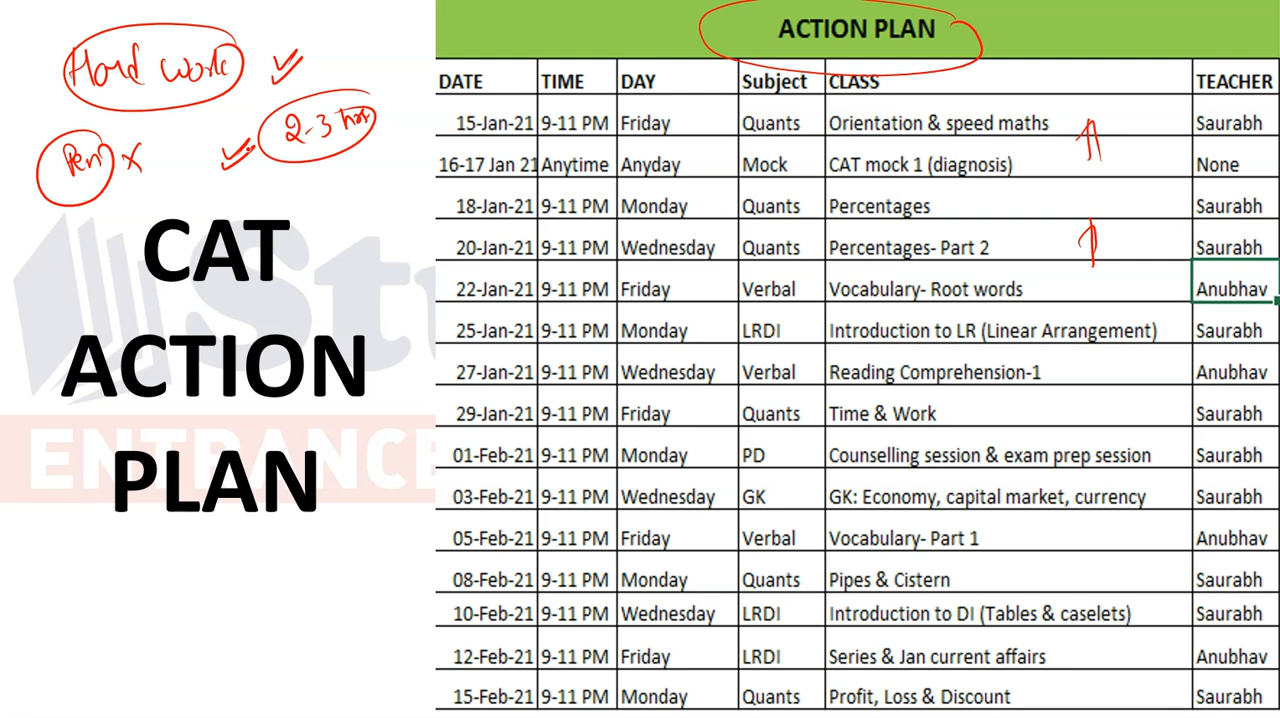 Hard work
2-3 hrs
Pen x
CAT
ACTION
PLAN
St
ENTRANCE
ACTION PLAN
DATE TIME DAY Subject CLASS TEACHER
15-Jan-21 9-11 PM Friday Quants Orientation & speed maths Saurabh
16-17 Jan 21 Anytime Anyday Mock CAT mock 1 (diagnosis) None
18-Jan-21 9-11 PM Monday Quants Percentages Saurabh
20-Jan-21 9-11 PM Wednesday Quants Percentages- Part 2 Saurabh
22-Jan-21 9-11 PM Friday Verbal Vocabulary- Root words Anubhav
25-Jan-21 9-11 PM Monday LRDI Introduction to LR (Linear Arrangement) Saurabh
27-Jan-21 9-11 PM Wednesday Verbal Reading Comprehension-1 Anubhav
29-Jan-21 9-11 PM Friday Quants Time & Work Saurabh
01-Feb-21 9-11 PM Monday PD Counselling session & exam prep session Saurabh
03-Feb-21 9-11 PM Wednesday GK GK: Economy, capital market, currency Saurabh
05-Feb-21 9-11 PM Friday Verbal Vocabulary- Part 1 Anubhav
08-Feb-21 9-11 PM Monday Quants Pipes & Cistern Saurabh
10-Feb-21 9-11 PM Wednesday LRDI Introduction to DI (Tables & caselets) Saurabh
12-Feb-21 9-11 PM Friday LRDI Series & Jan current affairs Anubhav
15-Feb-21 9-11 PM Monday Quants Profit, Loss & Discount Saurabh